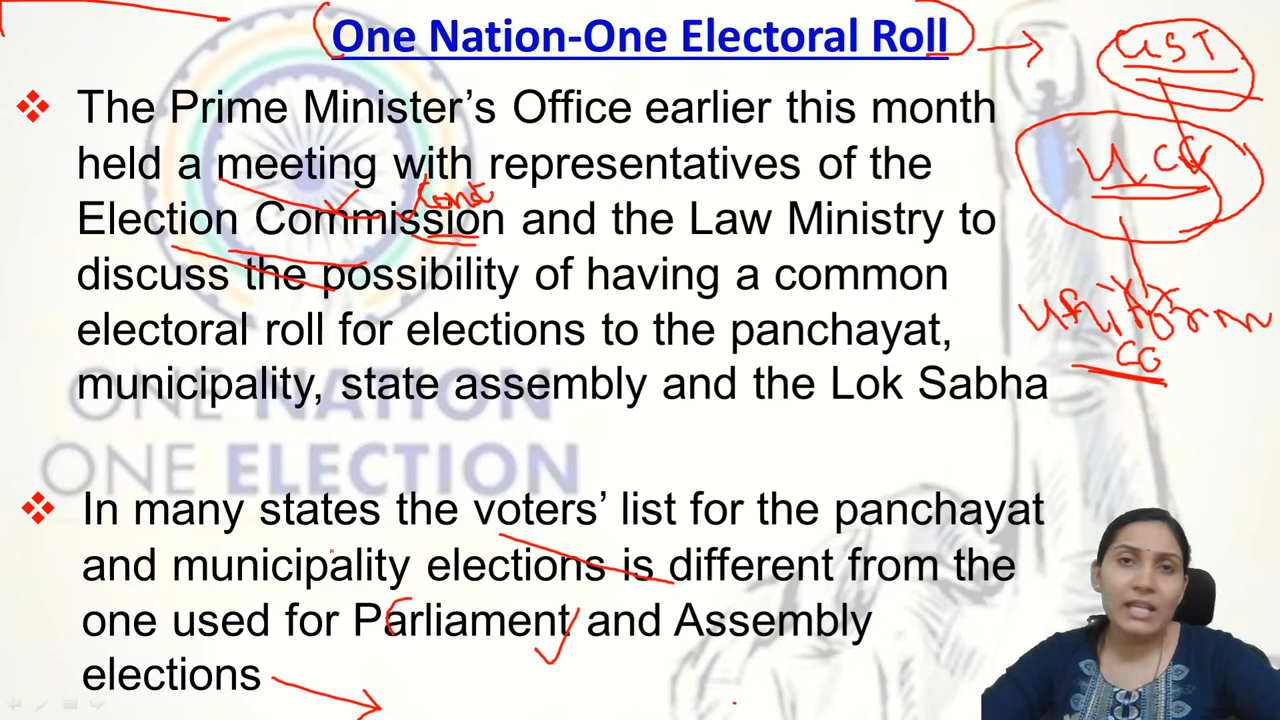 One Nation-One Electoral Roll
GST
❖ The Prime Minister's Office earlier this month
held a meeting with representatives of the
UCC
Const
Election Commission and the Law Ministry to
discuss the possibility of having a common
electoral roll for elections to the panchayat,
Uniform
CC
municipality, state assembly and the Lok Sabha
ONE NATION
ONE ELECTION
❖ In many states the voters' list for the panchayat
and municipality elections is different from the
one used for Parliament and Assembly
elections